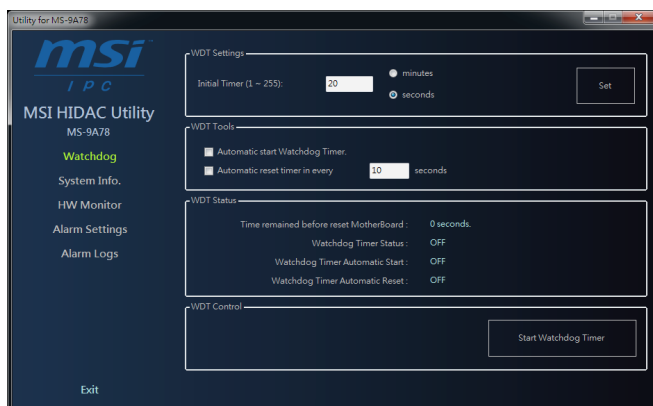 Utility for MS-9A78
msi
IPC
MSI HIDAC Utility
MS-9A78
Watchdog
System Info.
HW Monitor
Alarm Settings
Alarm Logs
Exit
WDT Settings
Initial Timer (1 ~ 255): 20 minutes
seconds
Set
WDT Tools
Automatic start Watchdog Timer.
Automatic reset timer in every 10 seconds
WDT Status
Time remained before reset MotherBoard : 0 seconds.
Watchdog Timer Status : OFF
Watchdog Timer Automatic Start : OFF
Watchdog Timer Automatic Reset : OFF
WDT Control
Start Watchdog Timer